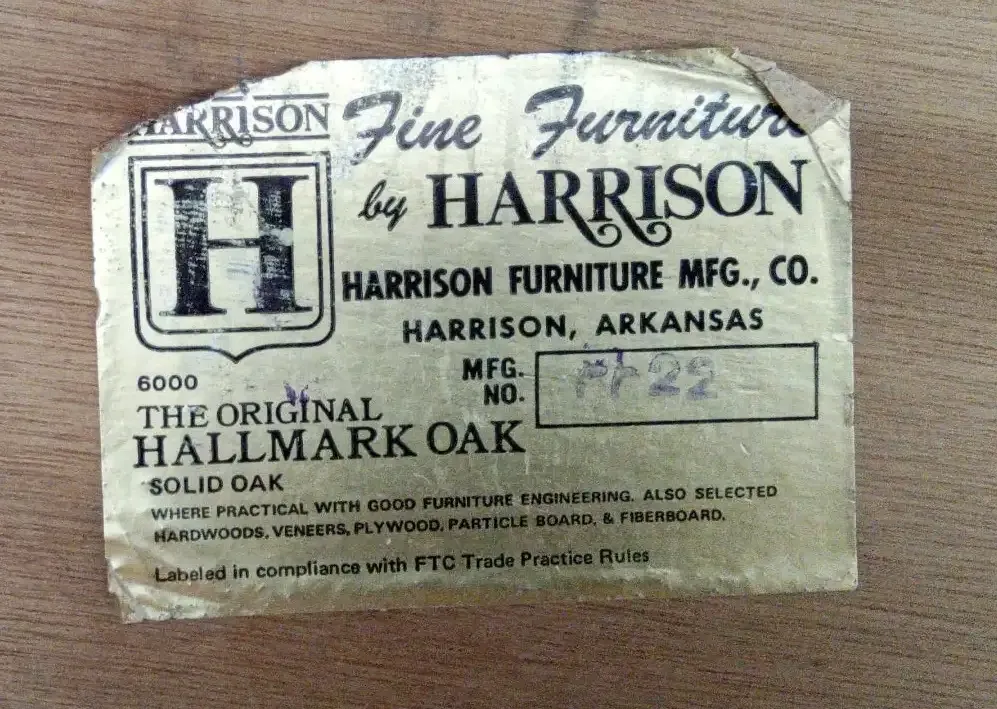 HARRISON
H
Fine Furniture
by HARRISON
HARRISON FURNITURE MFG., CO.
HARRISON, ARKANSAS
MFG.
NO.
22
6000
THE ORIGINAL
HALLMARK OAK
SOLID OAK
WHERE PRACTICAL WITH GOOD FURNITURE ENGINEERING. ALSO SELECTED
HARDWOODS, VENEERS, PLYWOOD, PARTICLE BOARD, & FIBERBOARD.
Labeled in compliance with FTC Trade Practice Rules